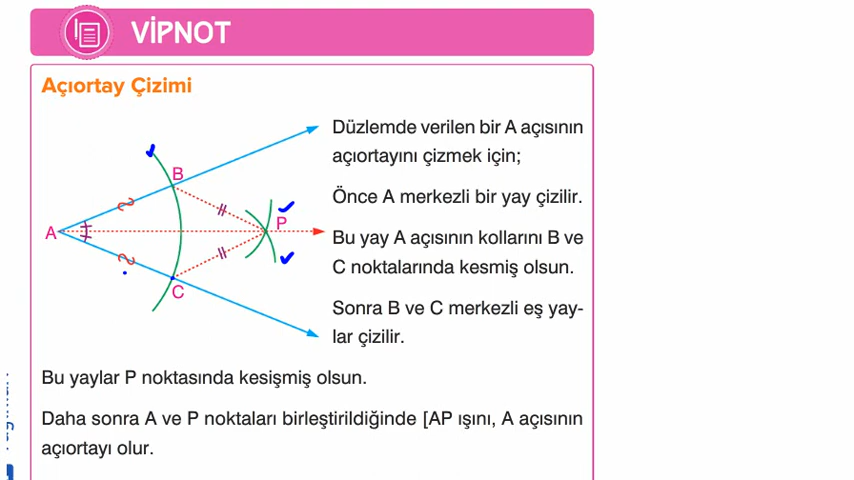 VİPNOT
Açıortay Çizimi
Düzlemde verilen bir A açısının
açıortayını çizmek için;
Önce A merkezli bir yay çizilir.
Bu yay A açısının kollarını B ve
C noktalarında kesmiş olsun.
Sonra B ve C merkezli eş yay-
lar çizilir.
A
B
C
P
Bu yaylar P noktasında kesişmiş olsun.
Daha sonra A ve P noktaları birleştirildiğinde [AP ışını, A açısının
açıortayı olur.